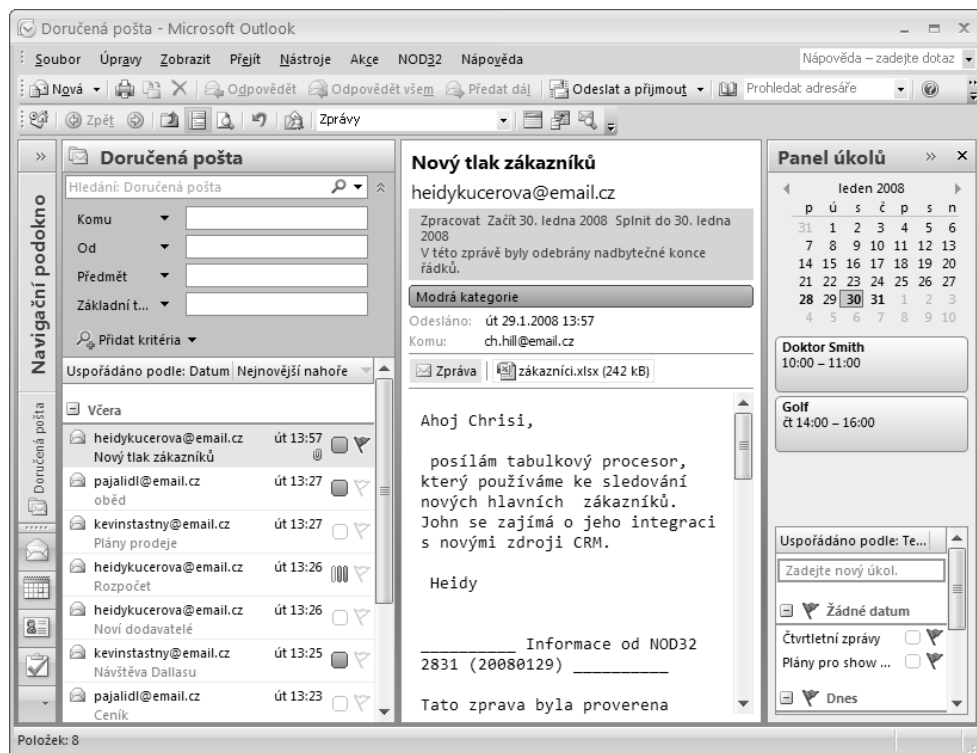 Doručená pošta - Microsoft Outlook
Soubor Úpravy Zobrazit Přejít Nástroje Akce NOD32 Nápověda
Nápověda – zadejte dotaz
Nová Odpovědět Odpovědět všem Předat dál Odeslat a přijmout Prohledat adresáře
Zpět Zprávy
Navigační podokno
Doručená pošta
Doručená pošta
Hledání: Doručená pošta
Komu
Od
Předmět
Základní t...
Přidat kritéria
Uspořádáno podle: Datum Nejnovější nahoře
Včera
heidykucerova@email.cz út 13:57
Nový tlak zákazníků
pajalidl@email.cz út 13:27
oběd
kevinstastny@email.cz út 13:27
Plány prodeje
heidykucerova@email.cz út 13:26
Rozpočet
heidykucerova@email.cz út 13:26
Noví dodavatelé
kevinstastny@email.cz út 13:25
Návštěva Dallasu
pajalidl@email.cz út 13:23
Ceník
Nový tlak zákazníků
heidykucerova@email.cz
Zpracovat Začít 30. ledna 2008 Splnit do 30. ledna
2008
V této zprávě byly odebrány nadbytečné konce
řádků.
Modrá kategorie
Odesláno: út 29.1.2008 13:57
Komu: ch.hill@email.cz
Zpráva zákazníci.xlsx (242 kB)
Ahoj Chrisi,
posílám tabulkový procesor,
který používáme ke sledování
nových hlavních zákazníků.
John se zajímá o jeho integraci
s novými zdroji CRM.
Heidy
__________ Informace od NOD32
2831 (20080129) __________
Tato zprava byla proverena
Panel úkolů
leden 2008
p ú s č p s n
31 1 2 3 4 5 6
7 8 9 10 11 12 13
14 15 16 17 18 19 20
21 22 23 24 25 26 27
28 29 30 31 1 2 3
4 5 6 7 8 9 10
Doktor Smith
10:00 – 11:00
Golf
čt 14:00 – 16:00
Uspořádáno podle: Te...
Zadejte nový úkol.
Žádné datum
Čtvrtletní zprávy
Plány pro show ...
Dnes
Položek: 8